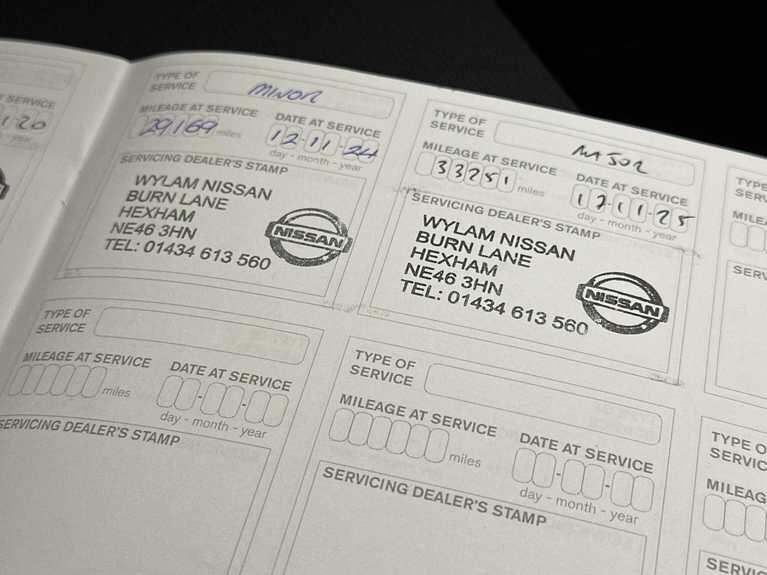 1 20
TYPE OF
SERVICE
MINOR
MILEAGE AT SERVICE
29169 miles
DATE AT SERVICE
12-11-24
day - month - year
SERVICING DEALER'S STAMP
WYLAM NISSAN
BURN LANE
HEXHAM
NE46 3HN
TEL: 01434 613 560
NISSAN
TYPE OF
SERVICE
MAJOR
MILEAGE AT SERVICE
33251 miles
DATE AT SERVICE
17-11-25
day - month - year
SERVICING DEALER'S STAMP
WYLAM NISSAN
BURN LANE
HEXHAM
NE46 3HN
TEL: 01434 613 560
NISSAN
TYPE OF
SERVICE
MILEAGE AT SERVICE
miles
DATE AT SERVICE
day - month - year
SERVICING DEALER'S STAMP
TYPE OF
SERVICE
MILEAGE AT SERVICE
miles
DATE AT SERVICE
day - month - year
SERVICING DEALER'S STAMP